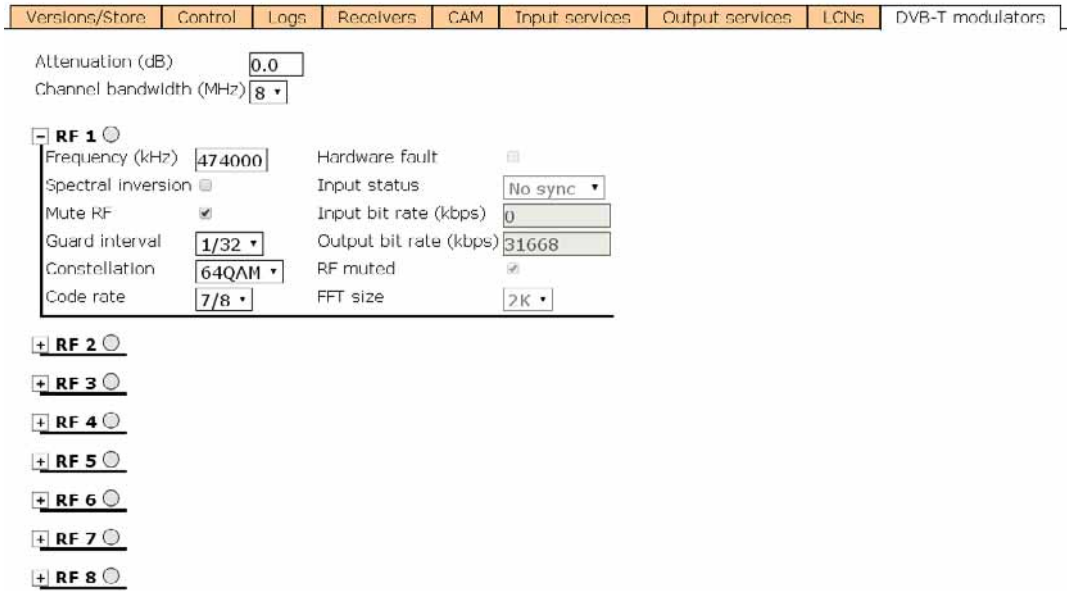 Versions/Store Control Logs Receivers CAM Input services Output services LCNs DVB-T modulators
Attenuation (dB) 0.0
Channel bandwidth (MHz) 8
RF 1
Frequency (kHz) 474000 Hardware fault
Spectral inversion Input status No sync
Mute RF Input bit rate (kbps) 0
Guard interval 1/32 Output bit rate (kbps) 31668
Constellation 64QAM RF muted
Code rate 7/8 FFT size 2K
RF 2
RF 3
RF 4
RF 5
RF 6
RF 7
RF 8